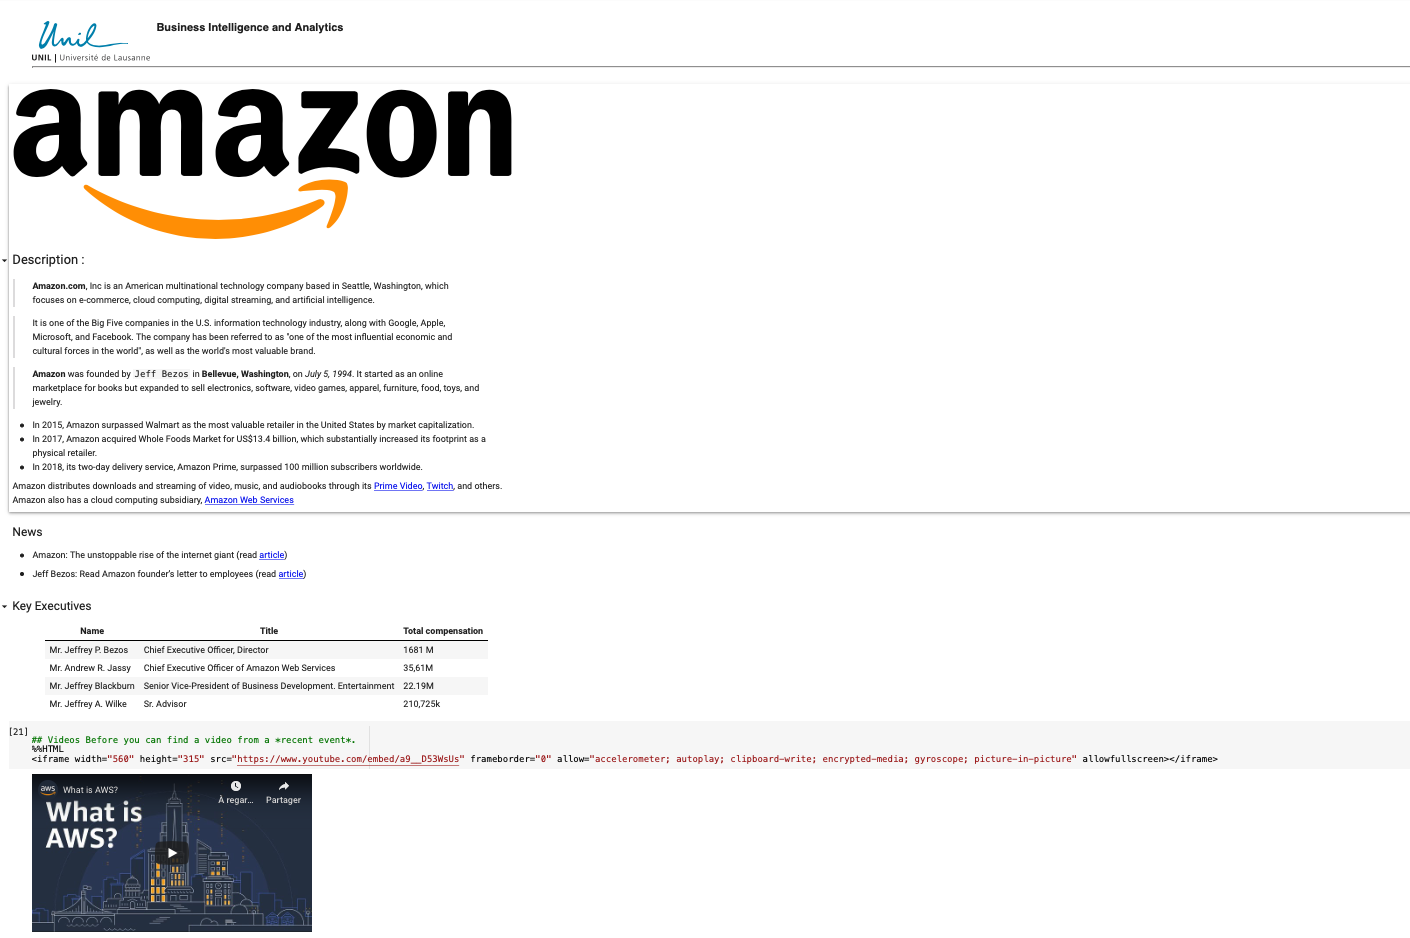 Unil
UNIL | Université de Lausanne
Business Intelligence and Analytics
amazon
Description :
Amazon.com, Inc is an American multinational technology company based in Seattle, Washington, which
focuses on e-commerce, cloud computing, digital streaming, and artificial intelligence.
It is one of the Big Five companies in the U.S. information technology industry, along with Google, Apple,
Microsoft, and Facebook. The company has been referred to as "one of the most influential economic and
cultural forces in the world", as well as the world's most valuable brand.
Amazon was founded by Jeff Bezos in Bellevue, Washington, on July 5, 1994. It started as an online
marketplace for books but expanded to sell electronics, software, video games, apparel, furniture, food, toys, and
jewelry.
• In 2015, Amazon surpassed Walmart as the most valuable retailer in the United States by market capitalization.
• In 2017, Amazon acquired Whole Foods Market for US$13.4 billion, which substantially increased its footprint as a
physical retailer.
• In 2018, its two-day delivery service, Amazon Prime, surpassed 100 million subscribers worldwide.
Amazon distributes downloads and streaming of video, music, and audiobooks through its Prime Video, Twitch, and others.
Amazon also has a cloud computing subsidiary, Amazon Web Services
News
• Amazon: The unstoppable rise of the internet giant (read article)
• Jeff Bezos: Read Amazon founder's letter to employees (read article)
Key Executives
Name Title Total compensation
Mr. Jeffrey P. Bezos Chief Executive Officer, Director 1681 M
Mr. Andrew R. Jassy Chief Executive Officer of Amazon Web Services 35,61M
Mr. Jeffrey Blackburn Senior Vice-President of Business Development. Entertainment 22.19M
Mr. Jeffrey A. Wilke Sr. Advisor 210,725k
[21]
## Videos Before you can find a video from a *recent event*.
%%HTML
<iframe width="560" height="315" src="https://www.youtube.com/embed/a9__D53WsUs" frameborder="0" allow="accelerometer; autoplay; clipboard-write; encrypted-media; gyroscope; picture-in-picture" allowfullscreen></iframe>
aws What is AWS?
À regar... Partager
What is
AWS?